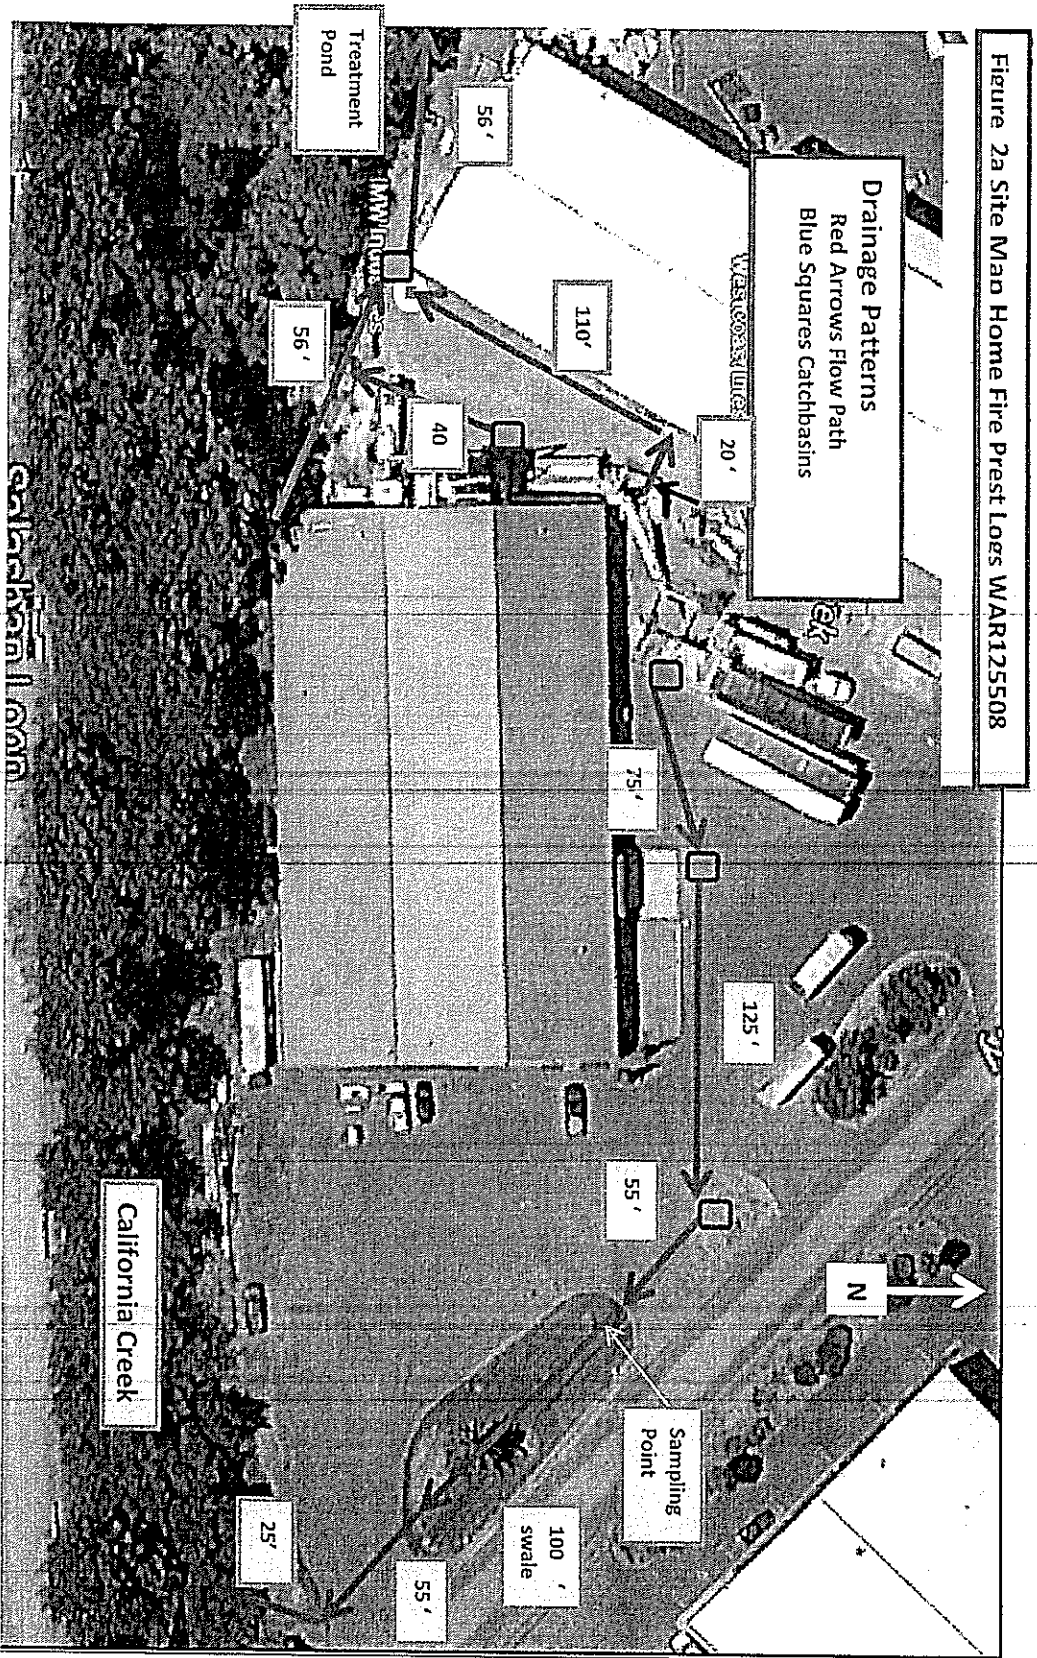 Figure 2a Site Man Home Fire Prest Logs WAR125508
Drainage Patterns
Red Arrows Flow Path
Blue Squares Catchbasins
Treatment
Pond
56 '
110'
20 '
56 '
40
75'
125 '
55 '
N
Sampling
Point
100 '
swale
55 '
25'
California Creek